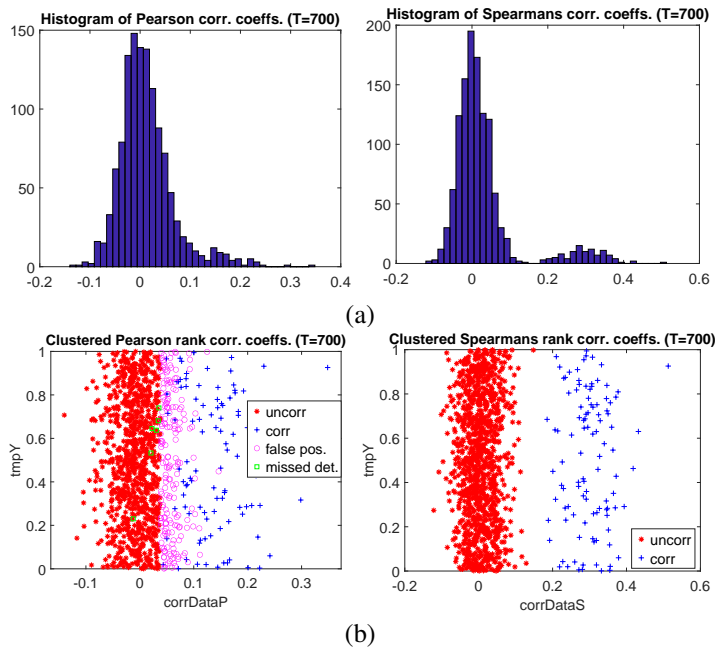 Histogram of Pearson corr. coeffs. (T=700)
150
100
50
0
-0.2 -0.1 0 0.1 0.2 0.3 0.4
Histogram of Spearmans corr. coeffs. (T=700)
200
150
100
50
0
-0.2 0 0.2 0.4 0.6
(a)
Clustered Pearson rank corr. coeffs. (T=700)
1
0.8
0.6
0.4
0.2
0
tmpY
-0.1 0 0.1 0.2 0.3
corrDataP
uncorr
corr
false pos.
missed det.
Clustered Spearmans rank corr. coeffs. (T=700)
1
0.8
0.6
0.4
0.2
0
tmpY
-0.2 0 0.2 0.4 0.6
corrDataS
uncorr
corr
(b)